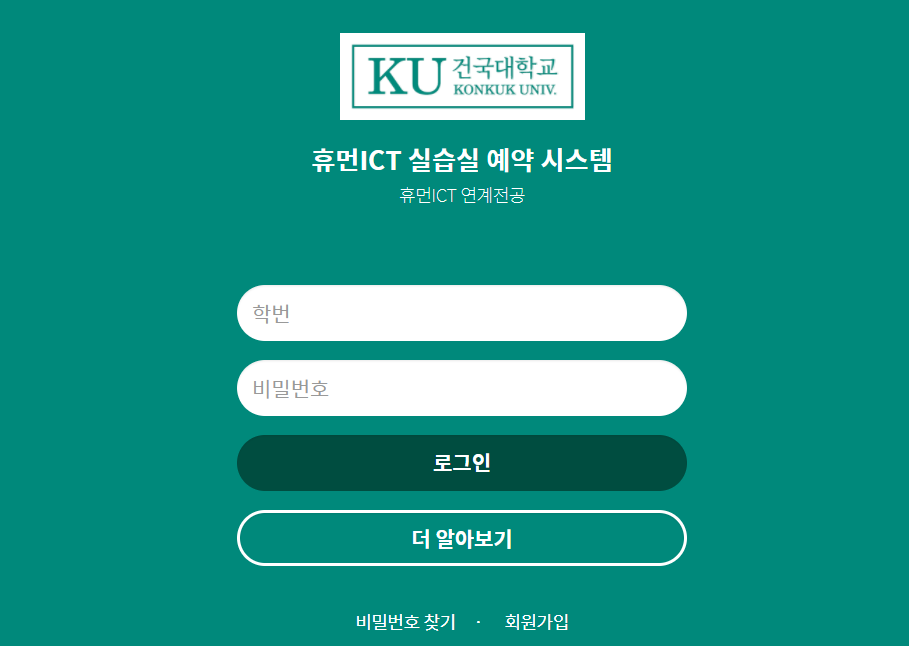 KU 건국대학교
KONKUK UNIV.
휴먼ICT 실습실 예약 시스템
휴먼ICT 연계전공
학번
비밀번호
로그인
더 알아보기
비밀번호 찾기 · 회원가입